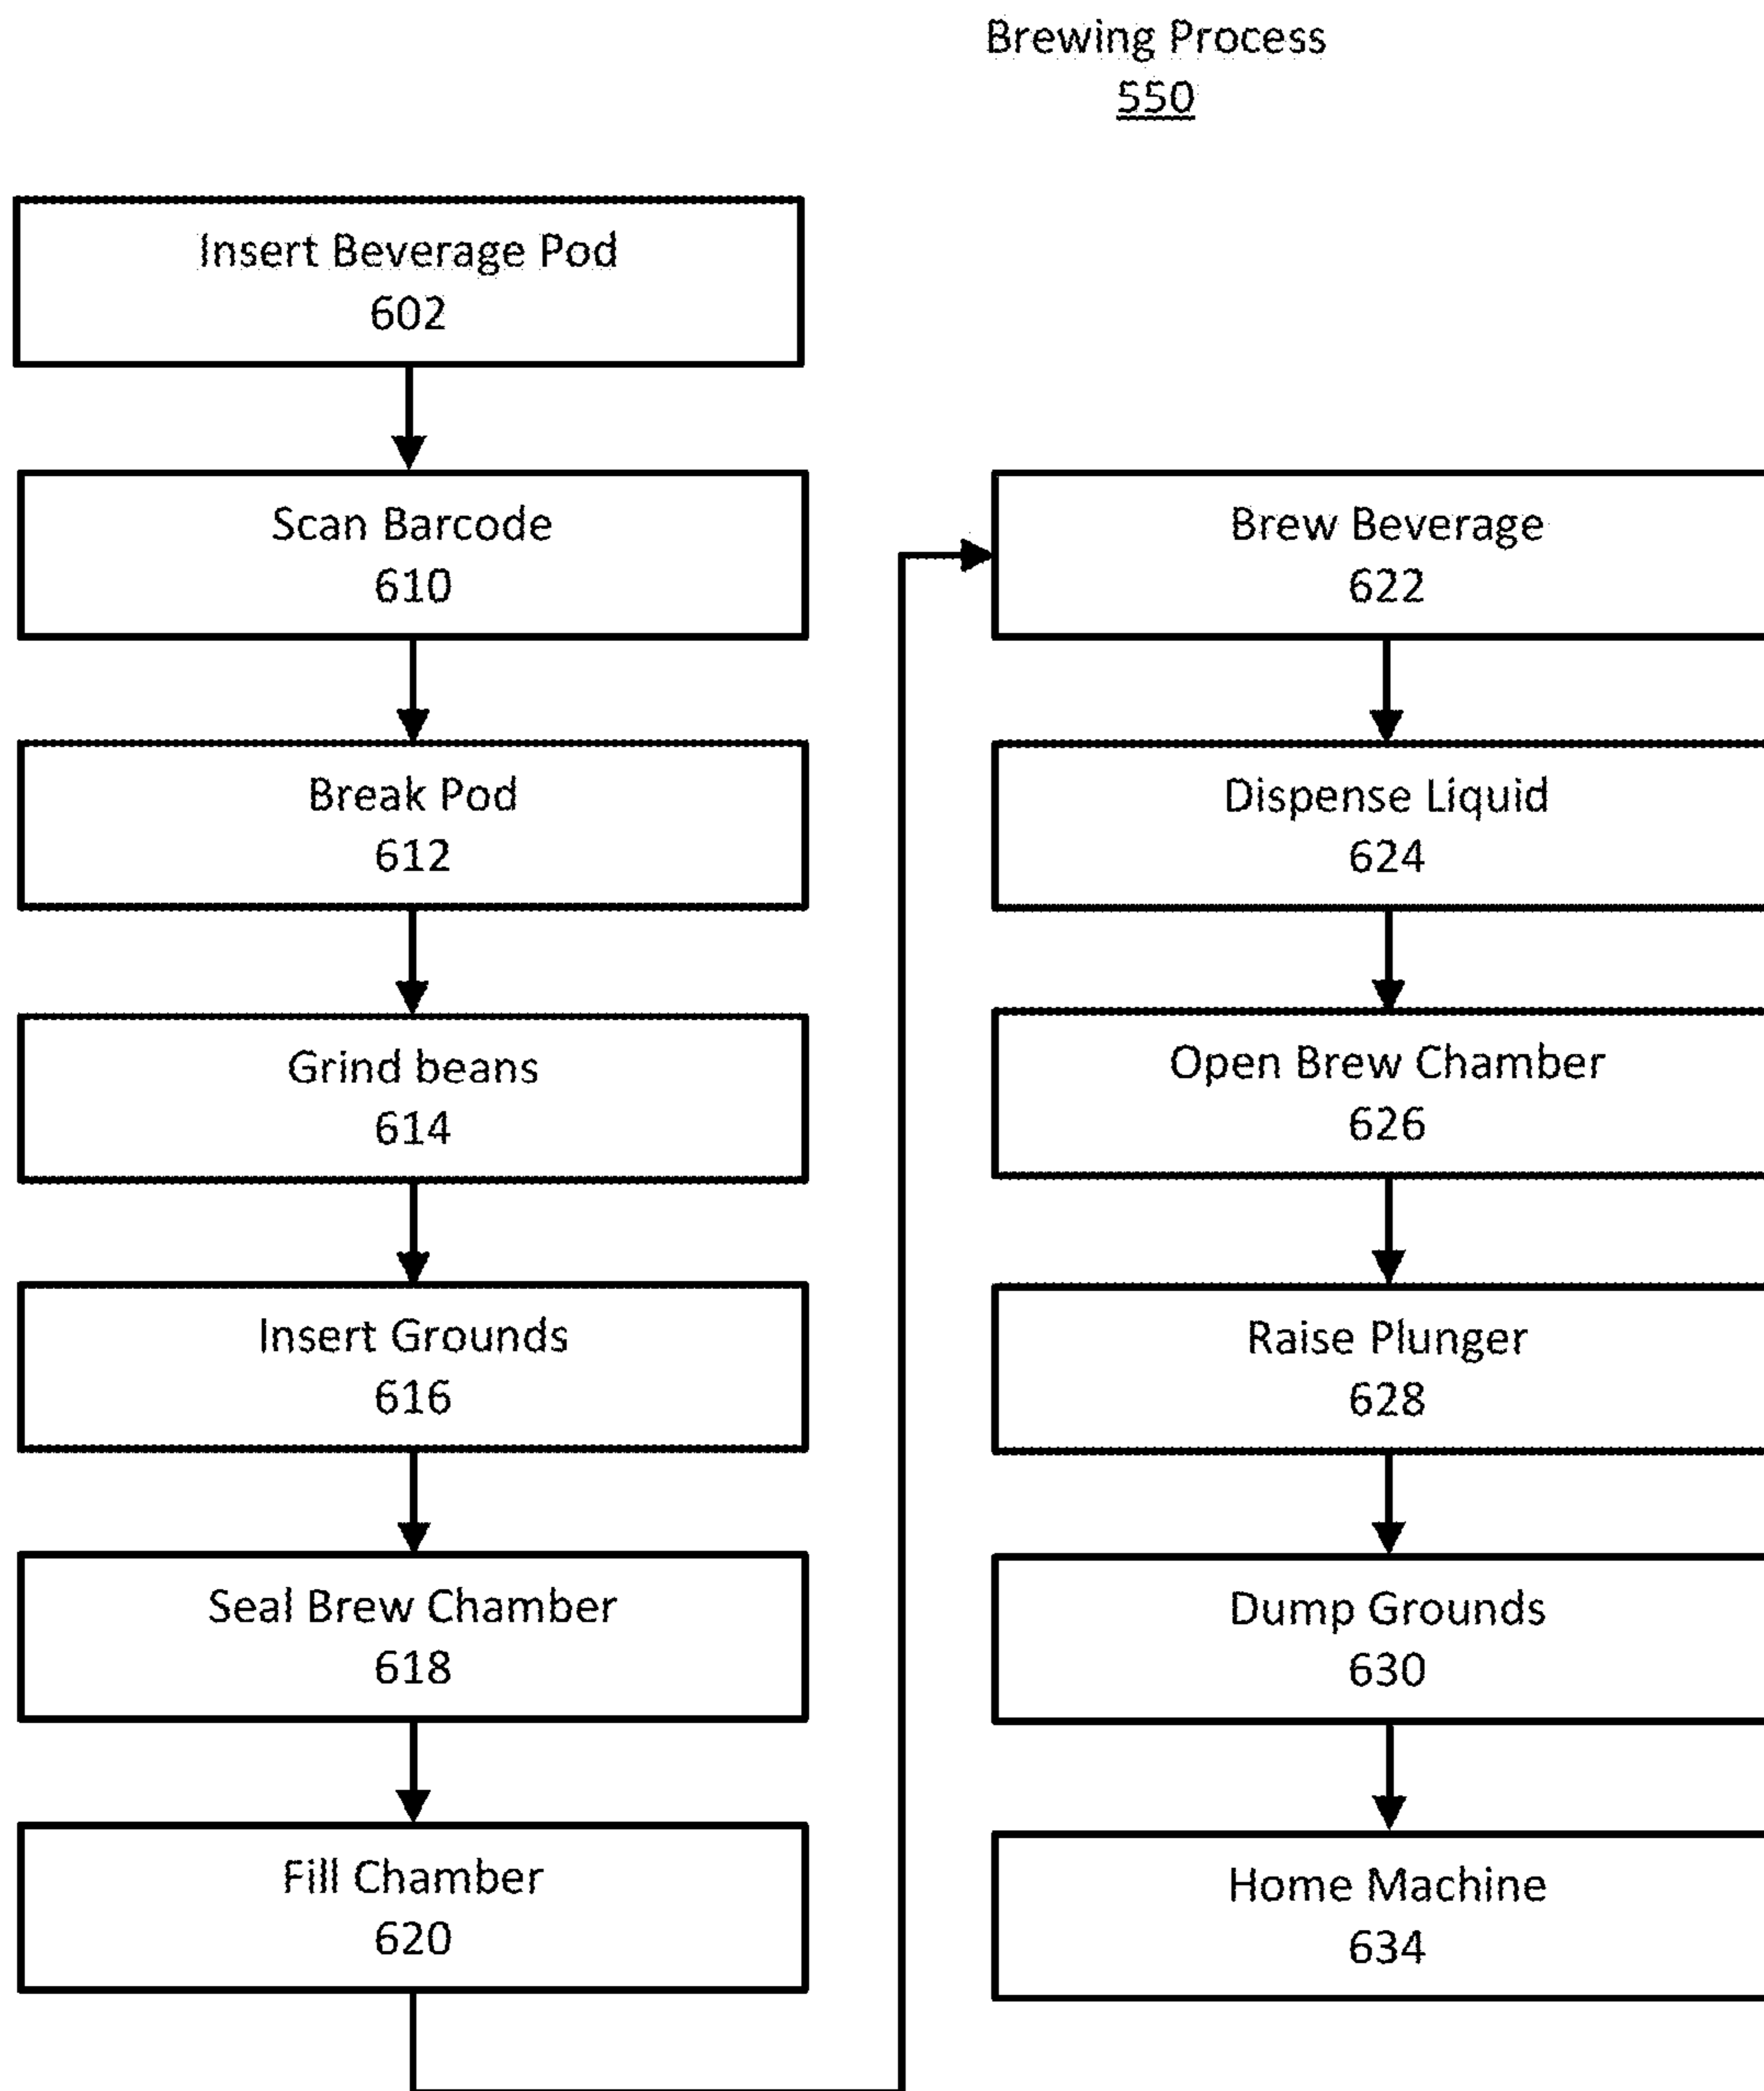 Brewing Process
550
Insert Beverage Pod
602
Scan Barcode
610
Break Pod
612
Grind beans
614
Insert Grounds
616
Seal Brew Chamber
618
Fill Chamber
620
Brew Beverage
622
Dispense Liquid
624
Open Brew Chamber
626
Raise Plunger
628
Dump Grounds
630
Home Machine
634